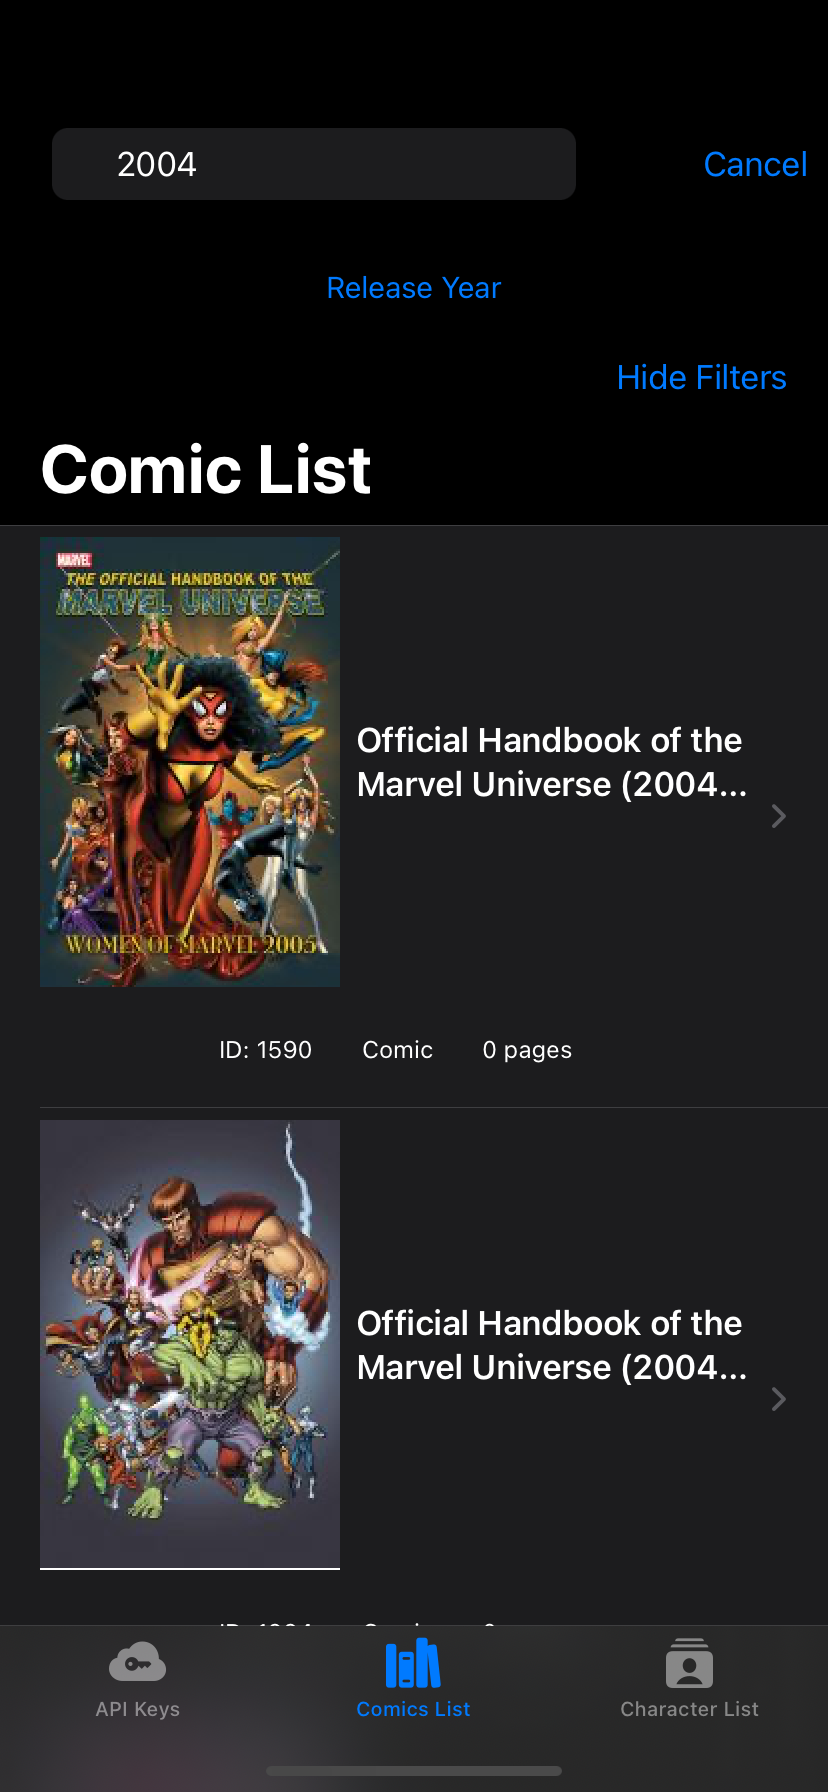 2004
Cancel
Release Year
Hide Filters
Comic List
MARVEL
THE OFFICIAL HANDBOOK OF THE
MARVEL UNIVERSE
WOMEN OF MARVEL 2005
Official Handbook of the
Marvel Universe (2004...
ID: 1590 Comic 0 pages
Official Handbook of the
Marvel Universe (2004...
API Keys
Comics List
Character List